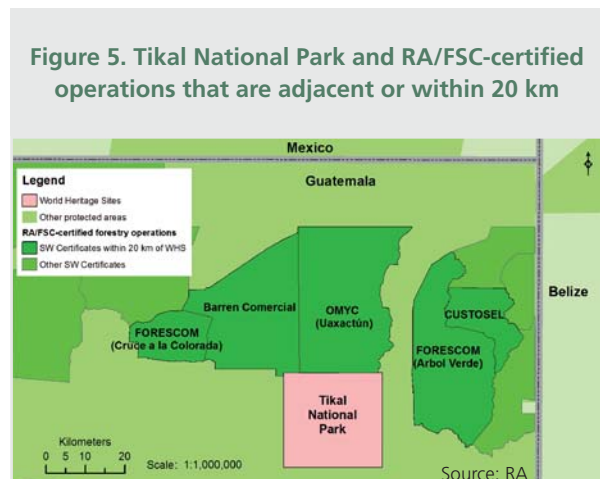 Figure 5. Tikal National Park and RA/FSC-certified
operations that are adjacent or within 20 km
Mexico
Guatemala
Legend
World Heritage Sites
Other protected areas
RA/FSC-certified forestry operations
SW Certificates within 20 km of WHS
Other SW Certificates
Belize
Barren Comercial
OMYC
(Uaxactún)
CUSTOSEL
FORESCOM
(Cruce a la Colorada)
FORESCOM
(Arbol Verde)
Tikal
National
Park
Kilometers
0 5 10 20
Scale: 1:1,000,000
Source: RA